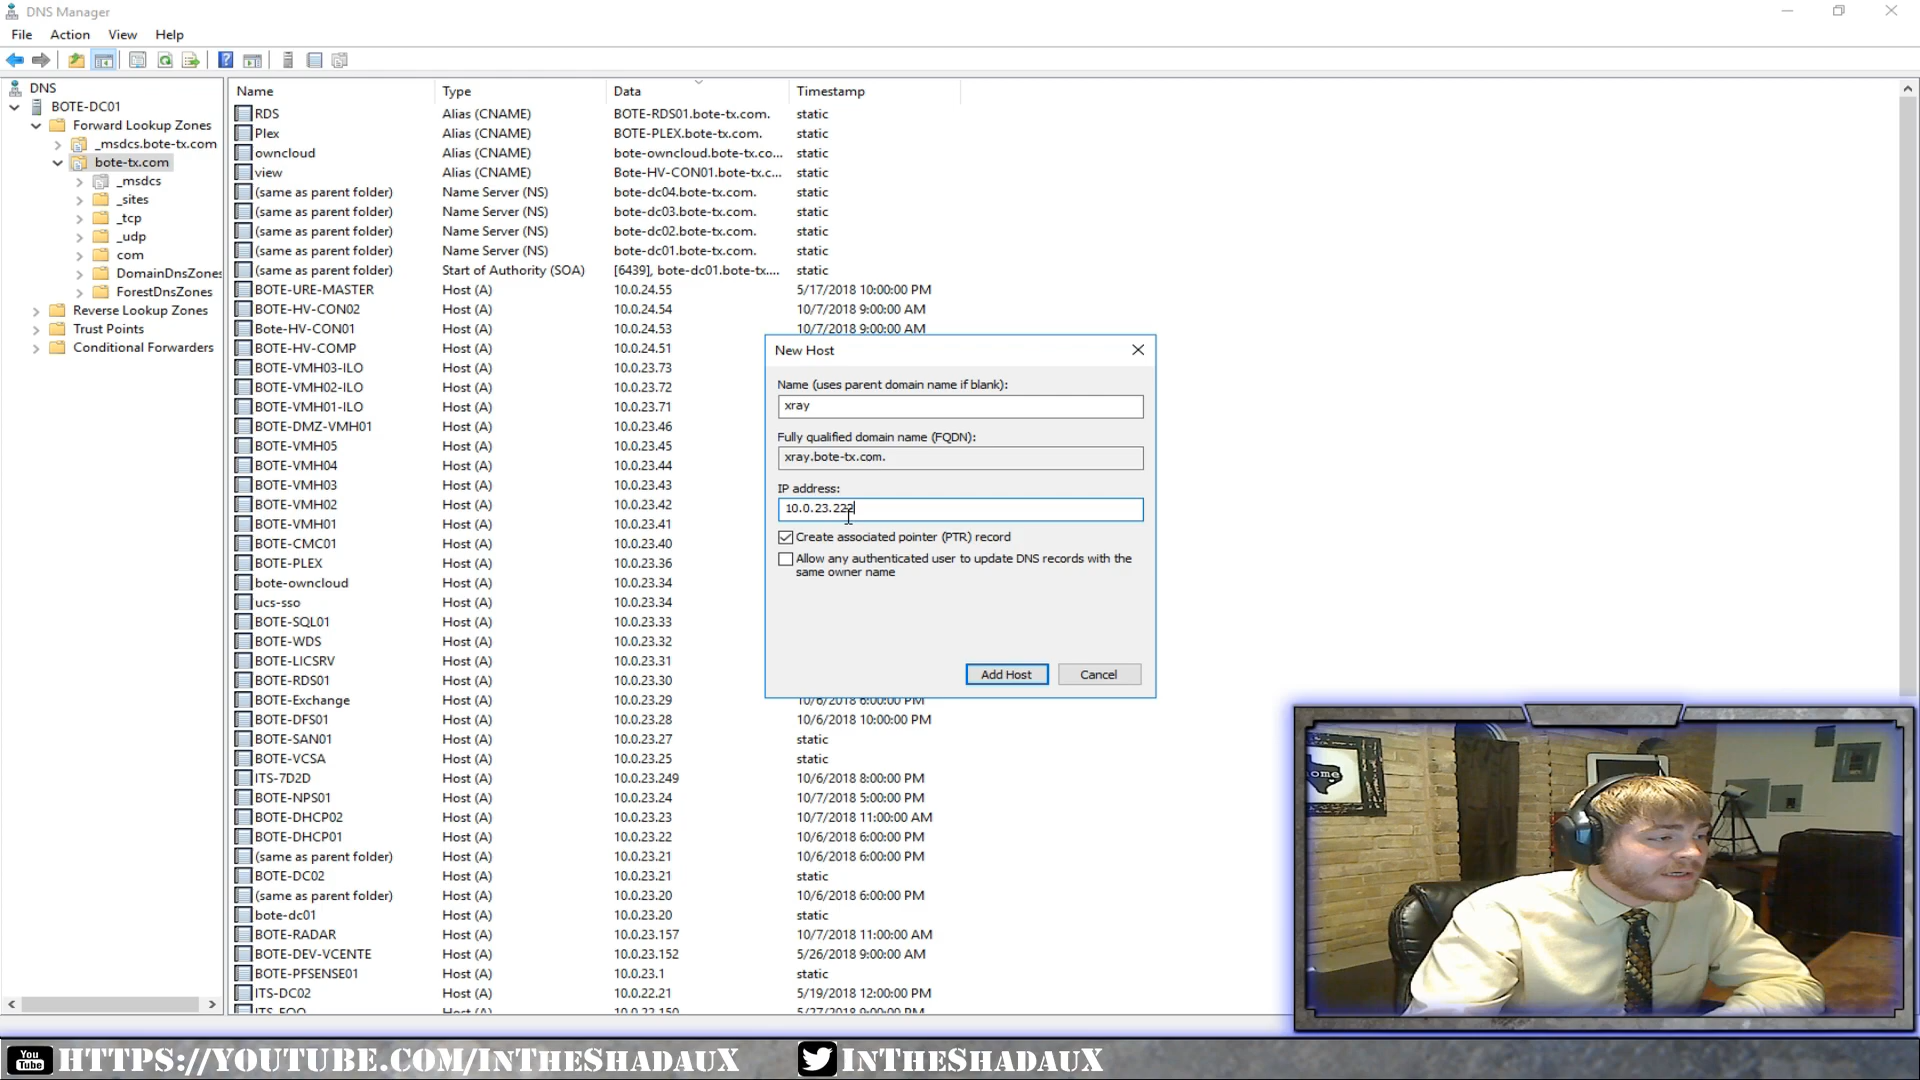 DNS Manager
File Action View Help
DNS
BOTE-DC01
Forward Lookup Zones
_msdcs.bote-tx.com
bote-tx.com
_msdcs
_sites
_tcp
_udp
com
DomainDnsZones
ForestDnsZones
Reverse Lookup Zones
Trust Points
Conditional Forwarders
Name Type Data Timestamp
RDS Alias (CNAME) BOTE-RDS01.bote-tx.com. static
Plex Alias (CNAME) BOTE-PLEX.bote-tx.com. static
owncloud Alias (CNAME) bote-owncloud.bote-tx.co... static
view Alias (CNAME) Bote-HV-CON01.bote-tx.c... static
(same as parent folder) Name Server (NS) bote-dc04.bote-tx.com. static
(same as parent folder) Name Server (NS) bote-dc03.bote-tx.com. static
(same as parent folder) Name Server (NS) bote-dc02.bote-tx.com. static
(same as parent folder) Name Server (NS) bote-dc01.bote-tx.com. static
(same as parent folder) Start of Authority (SOA) [6439], bote-dc01.bote-tx.... static
BOTE-URE-MASTER Host (A) 10.0.24.55 5/17/2018 10:00:00 PM
BOTE-HV-CON02 Host (A) 10.0.24.54 10/7/2018 9:00:00 AM
Bote-HV-CON01 Host (A) 10.0.24.53 10/7/2018 9:00:00 AM
BOTE-HV-COMP Host (A) 10.0.24.51
BOTE-VMH03-ILO Host (A) 10.0.23.73
BOTE-VMH02-ILO Host (A) 10.0.23.72
BOTE-VMH01-ILO Host (A) 10.0.23.71
BOTE-DMZ-VMH01 Host (A) 10.0.23.46
BOTE-VMH05 Host (A) 10.0.23.45
BOTE-VMH04 Host (A) 10.0.23.44
BOTE-VMH03 Host (A) 10.0.23.43
BOTE-VMH02 Host (A) 10.0.23.42
BOTE-VMH01 Host (A) 10.0.23.41
BOTE-CMC01 Host (A) 10.0.23.40
BOTE-PLEX Host (A) 10.0.23.36
bote-owncloud Host (A) 10.0.23.34
ucs-sso Host (A) 10.0.23.34
BOTE-SQL01 Host (A) 10.0.23.33
BOTE-WDS Host (A) 10.0.23.32
BOTE-LICSRV Host (A) 10.0.23.31
BOTE-RDS01 Host (A) 10.0.23.30
BOTE-Exchange Host (A) 10.0.23.29 10/6/2018 6:00:00 PM
BOTE-DFS01 Host (A) 10.0.23.28 10/6/2018 10:00:00 PM
BOTE-SAN01 Host (A) 10.0.23.27 static
BOTE-VCSA Host (A) 10.0.23.25 static
ITS-7D2D Host (A) 10.0.23.249 10/6/2018 8:00:00 PM
BOTE-NPS01 Host (A) 10.0.23.24 10/7/2018 5:00:00 PM
BOTE-DHCP02 Host (A) 10.0.23.23 10/7/2018 11:00:00 AM
BOTE-DHCP01 Host (A) 10.0.23.22 10/6/2018 6:00:00 PM
(same as parent folder) Host (A) 10.0.23.21 10/6/2018 6:00:00 PM
BOTE-DC02 Host (A) 10.0.23.21 static
(same as parent folder) Host (A) 10.0.23.20 10/6/2018 6:00:00 PM
bote-dc01 Host (A) 10.0.23.20 static
BOTE-RADAR Host (A) 10.0.23.157 10/7/2018 11:00:00 AM
BOTE-DEV-VCENTE Host (A) 10.0.23.152 5/26/2018 9:00:00 AM
BOTE-PFSENSE01 Host (A) 10.0.23.1 static
ITS-DC02 Host (A) 10.0.22.21 5/19/2018 12:00:00 PM
Host (A) 10.0.22.150 5/27/2018 9:00:00 PM
New Host
Name (uses parent domain name if blank):
xray
Fully qualified domain name (FQDN):
xray.bote-tx.com.
IP address:
10.0.23.222
Create associated pointer (PTR) record
Allow any authenticated user to update DNS records with the
same owner name
Add Host Cancel
ome
You
Tube
HTTPS://YOUTUBE.COM/INTHESHADAUX INTHESHADAUX